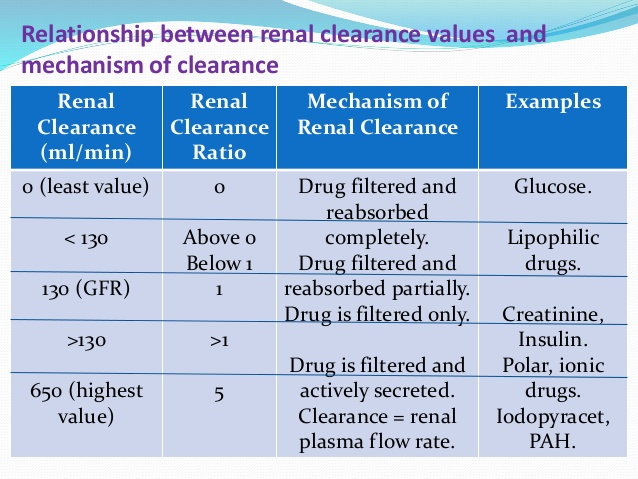 Relationship between renal clearance values and
mechanism of clearance
Renal
Clearance
(ml/min)
Renal
Clearance
Ratio
Mechanism of
Renal Clearance
Examples
0 (least value)
0
Drug filtered and
reabsorbed
completely.
Glucose.
< 130
Above 0
Below 1
Drug filtered and
reabsorbed partially.
Lipophilic
drugs.
130 (GFR)
1
Drug is filtered only.
Creatinine,
Insulin.
>130
>1
Drug is filtered and
actively secreted.
Polar, ionic
drugs.
650 (highest
value)
5
Clearance = renal
plasma flow rate.
Iodopyracet,
PAH.